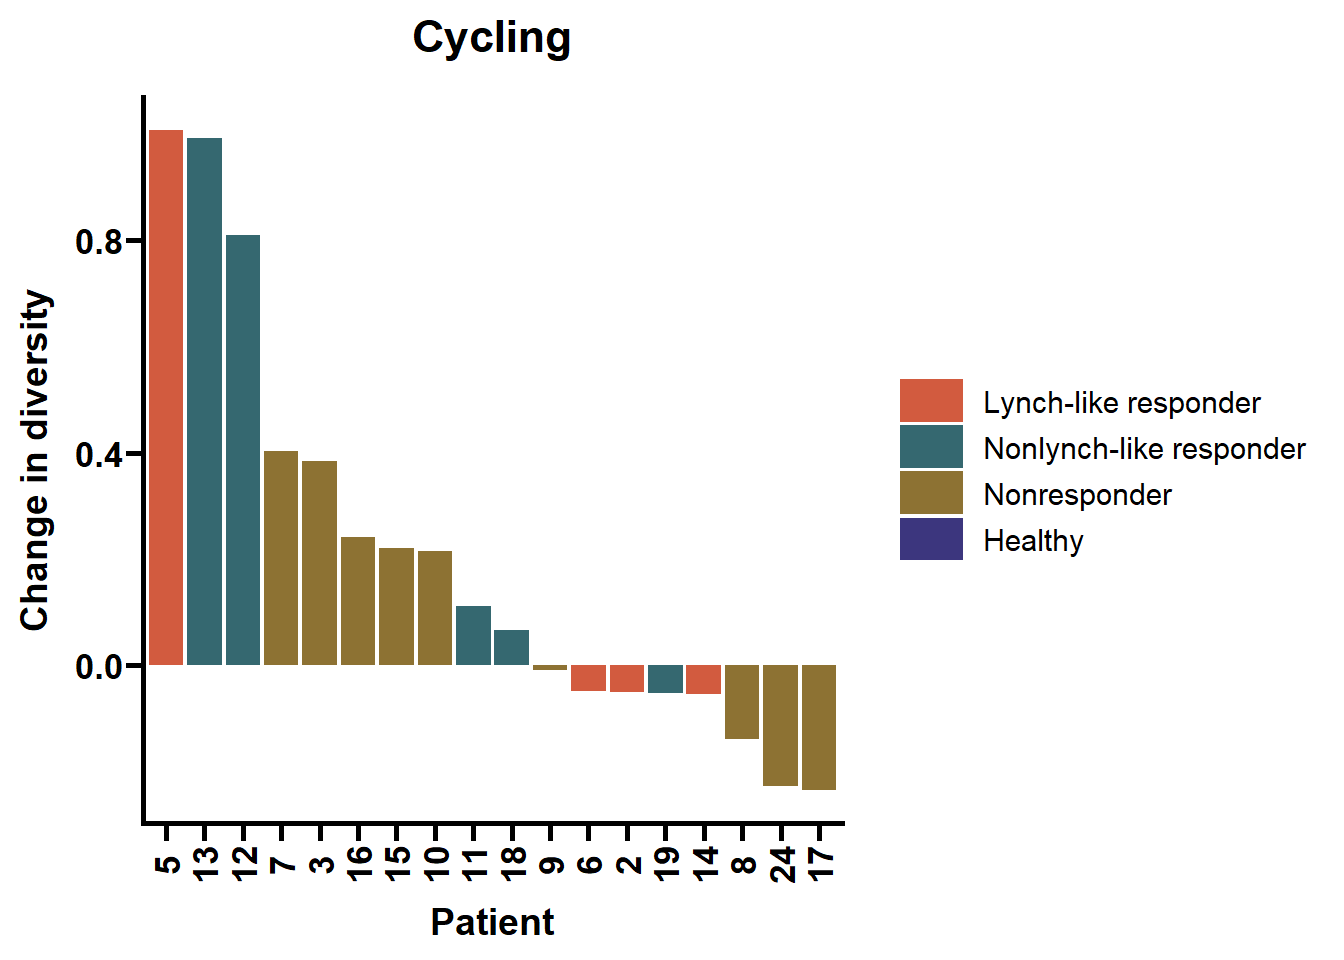 Cycling
Change in diversity
0.8
0.4
0.0
5 13 12 7 3 16 15 10 11 18 9 6 2 19 14 8 24 17
Patient
Lynch-like responder
Nonlynch-like responder
Nonresponder
Healthy